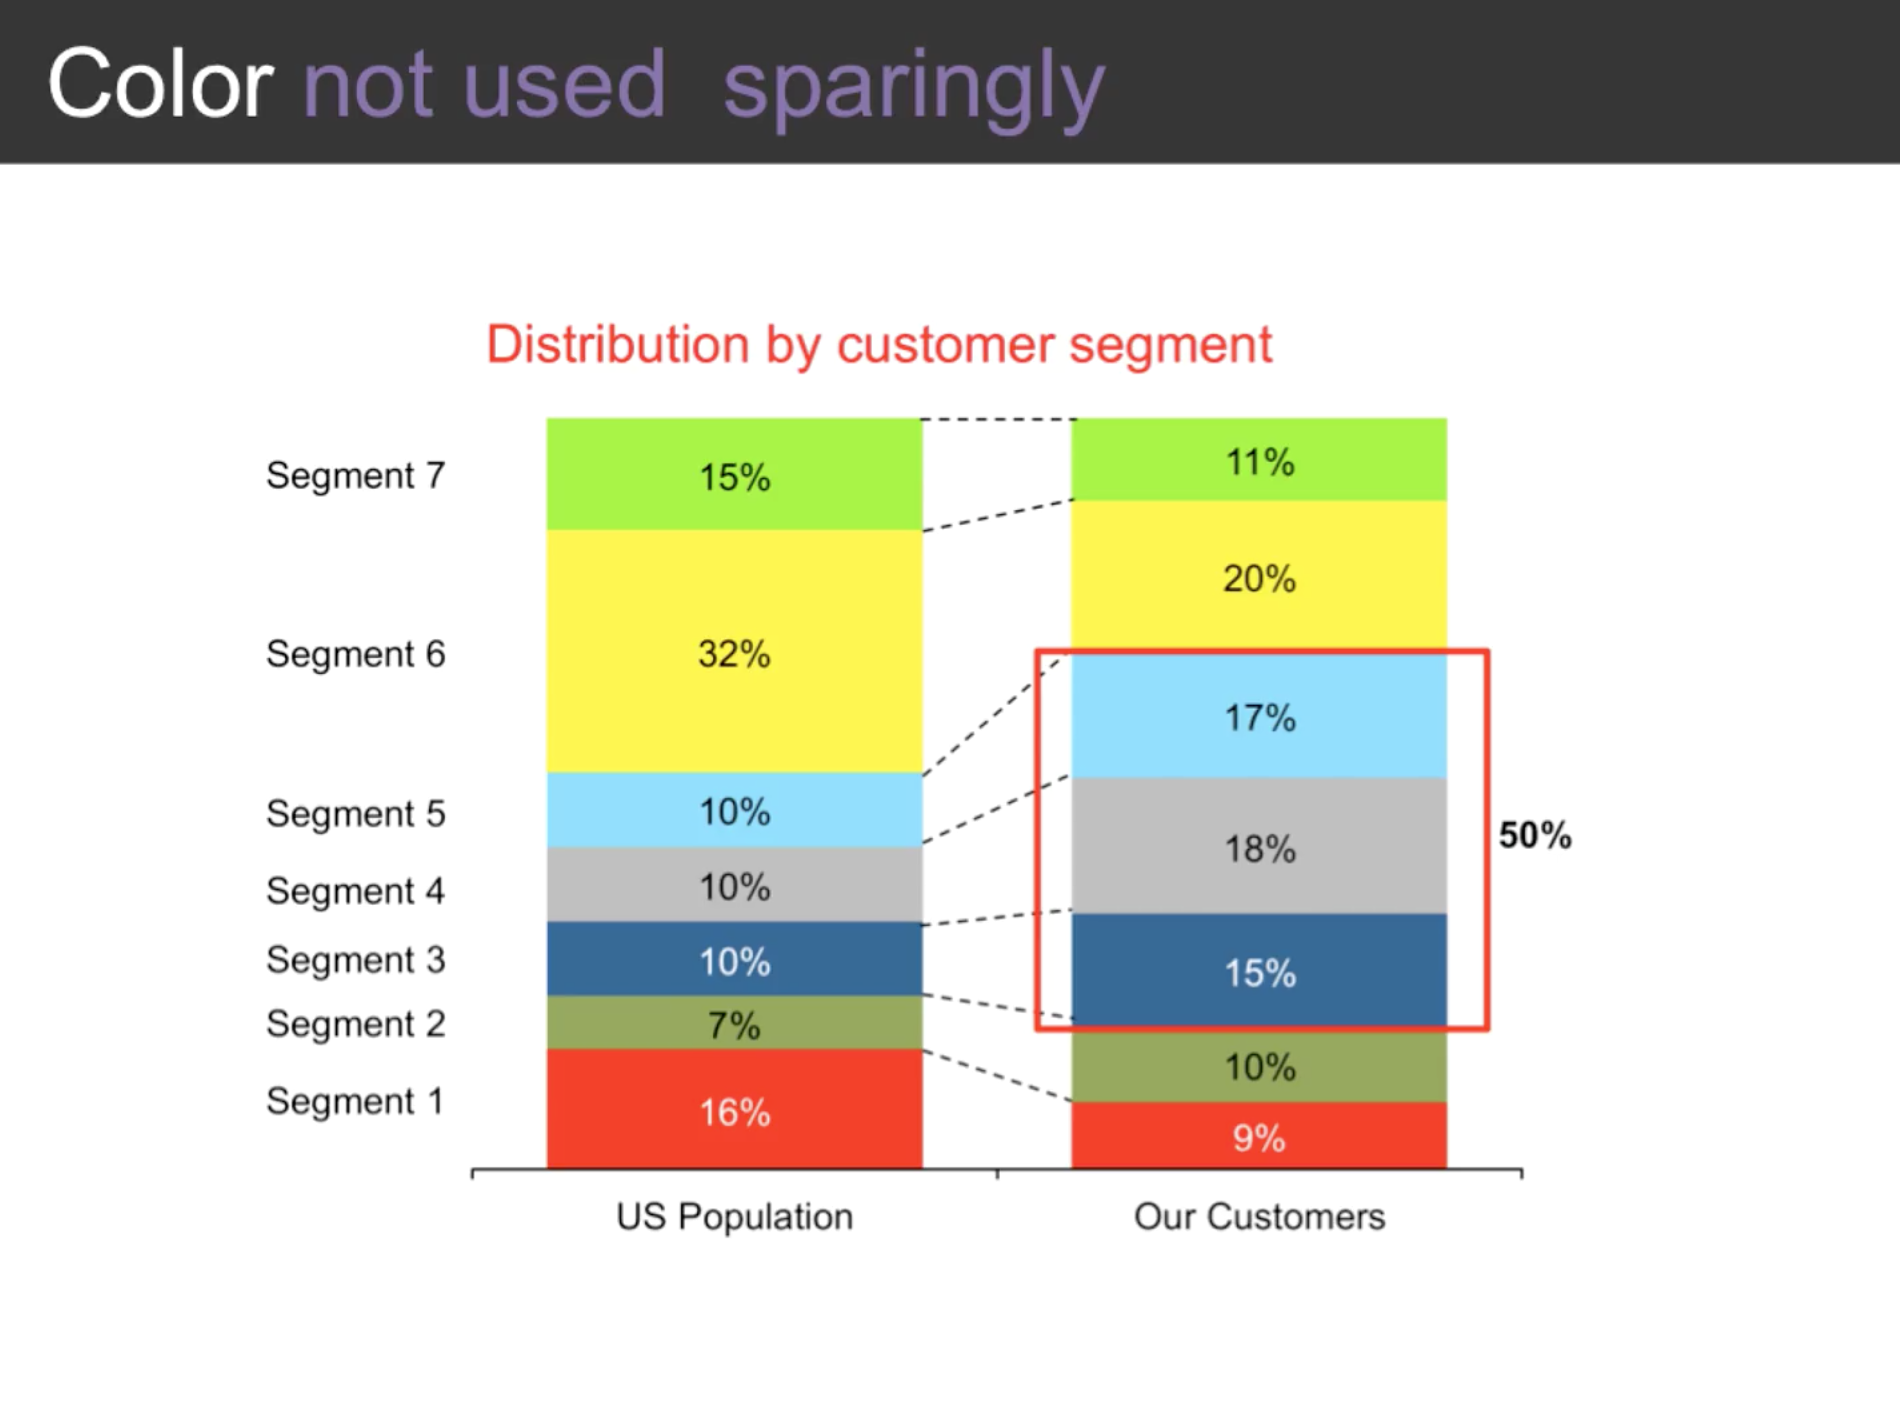 Color not used  sparingly
Distribution by customer segment
Segment 7 15% 11%
Segment 6 32% 20%
Segment 5 10% 17%
Segment 4 10% 18% 50%
Segment 3 10% 15%
Segment 2 7% 10%
Segment 1 16% 9%
US Population Our Customers